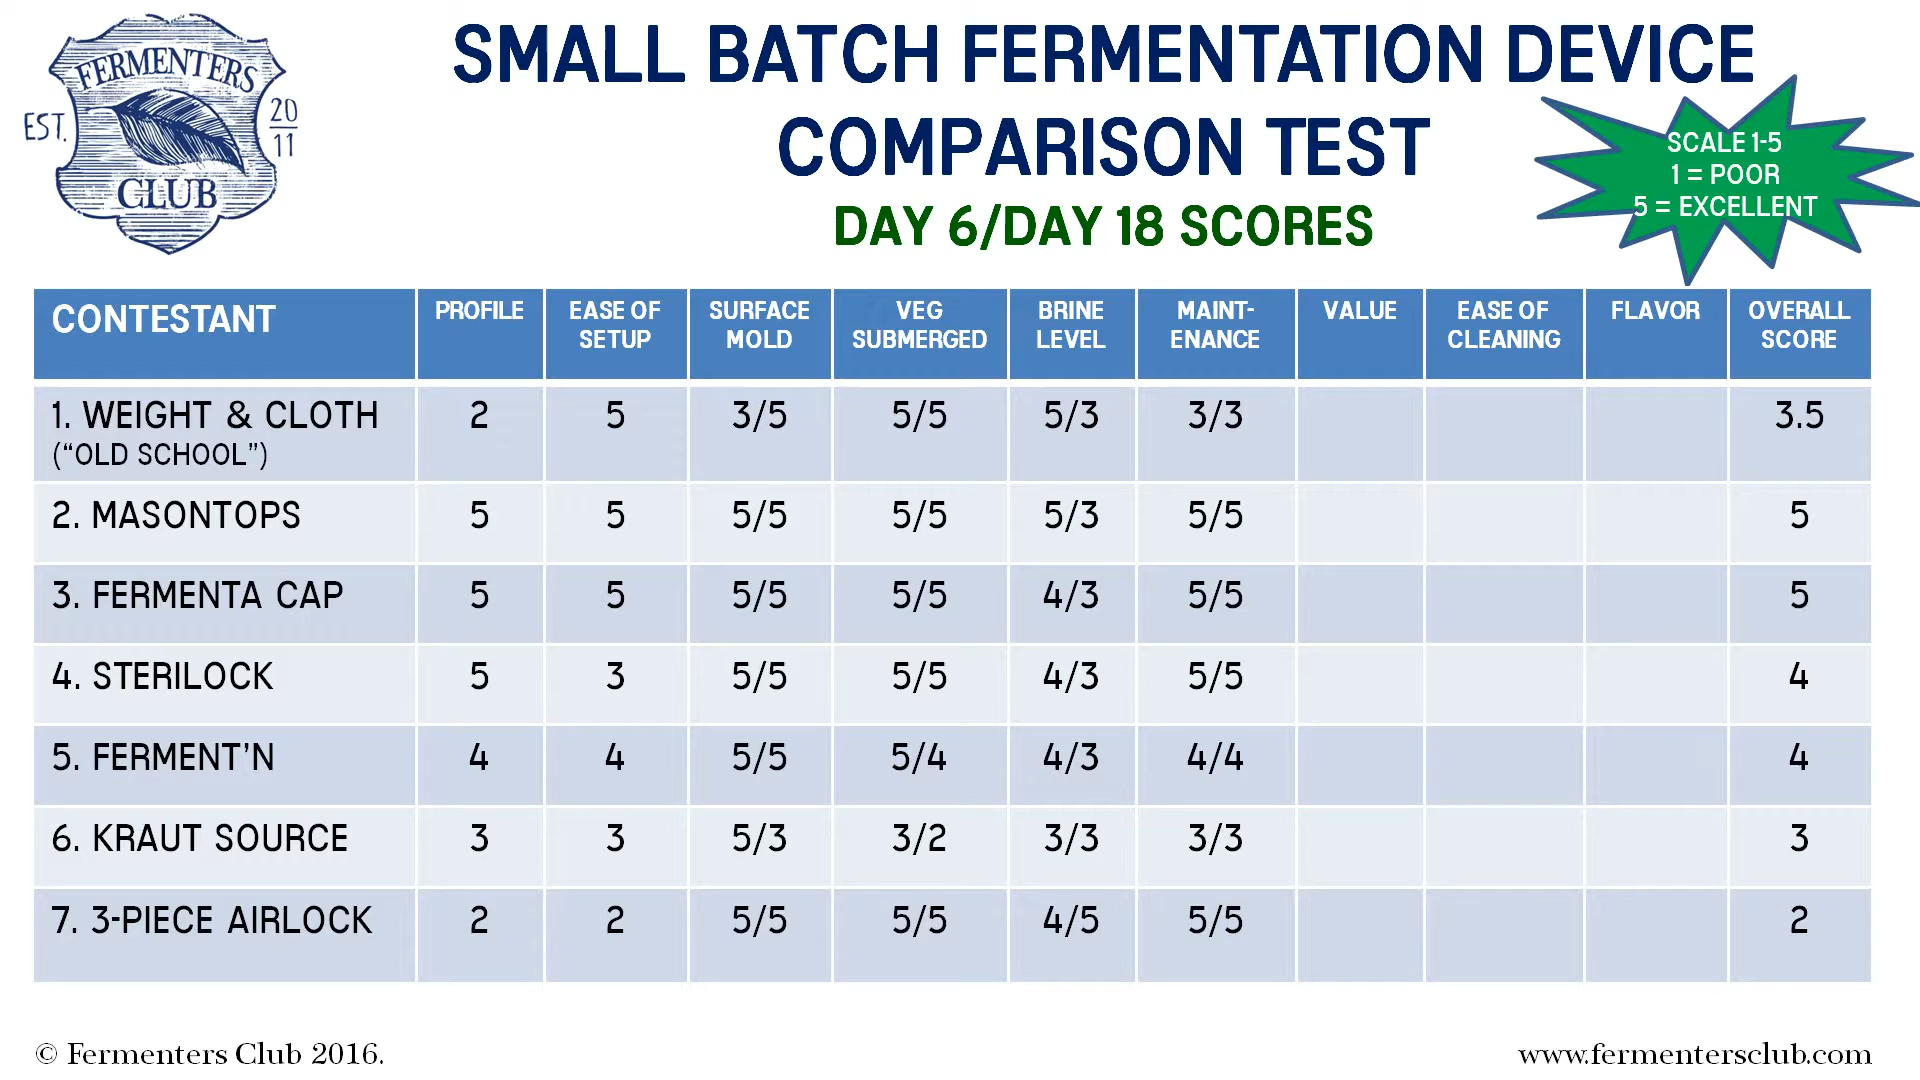 FERMENTERS
EST.
20
11
CLUB
SMALL BATCH FERMENTATION DEVICE
COMPARISON TEST
DAY 6/DAY 18 SCORES
SCALE 1-5
1 = POOR
5 = EXCELLENT
CONTESTANT PROFILE EASE OF SETUP SURFACE MOLD VEG SUBMERGED BRINE LEVEL MAINT-ENANCE VALUE EASE OF CLEANING FLAVOR OVERALL SCORE
1. WEIGHT & CLOTH 2 5 3/5 5/5 5/3 3/3 3.5
(“OLD SCHOOL”)
2. MASONTOPS 5 5 5/5 5/5 5/3 5/5 5
3. FERMENTA CAP 5 5 5/5 5/5 4/3 5/5 5
4. STERILOCK 5 3 5/5 5/5 4/3 5/5 4
5. FERMENT’N 4 4 5/5 5/4 4/3 4/4 4
6. KRAUT SOURCE 3 3 5/3 3/2 3/3 3/3 3
7. 3-PIECE AIRLOCK 2 2 5/5 5/5 4/5 5/5 2
© Fermenters Club 2016.
www.fermentersclub.com